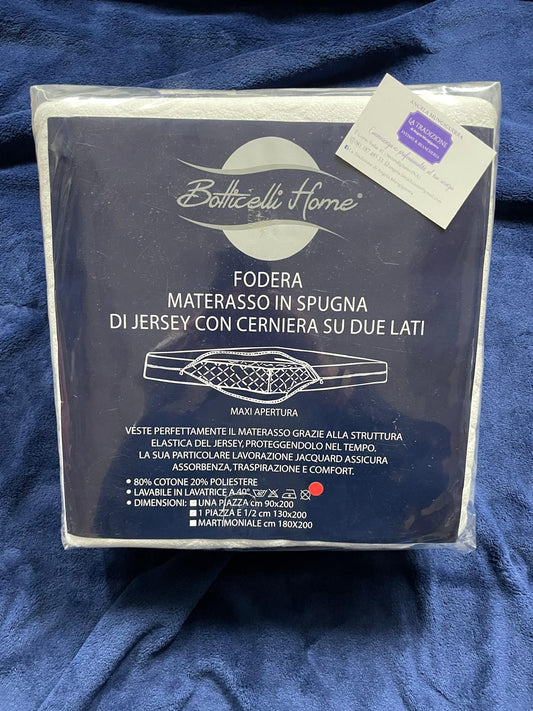 Botticelli Home®
FODERA
MATERASSO IN SPUGNA
DI JERSEY CON CERNIERA SU DUE LATI
MAXI APERTURA
VESTE PERFETTAMENTE IL MATERASSO GRAZIE ALLA STRUTTURA
ELASTICA DEL JERSEY, PROTEGGENDOLO NEL TEMPO.
LA SUA PARTICOLARE LAVORAZIONE JACQUARD ASSICURA
ASSORBENZA, TRASPIRAZIONE E COMFORT.
• 80% COTONE 20% POLIESTERE
• LAVABILE IN LAVATRICE A 40°
• DIMENSIONI: ■ UNA PIAZZA cm 90x200
■ 1 PIAZZA E 1/2 cm 130x200
■ MARTIMONIALE cm 180X200
LA TRADIZIONE